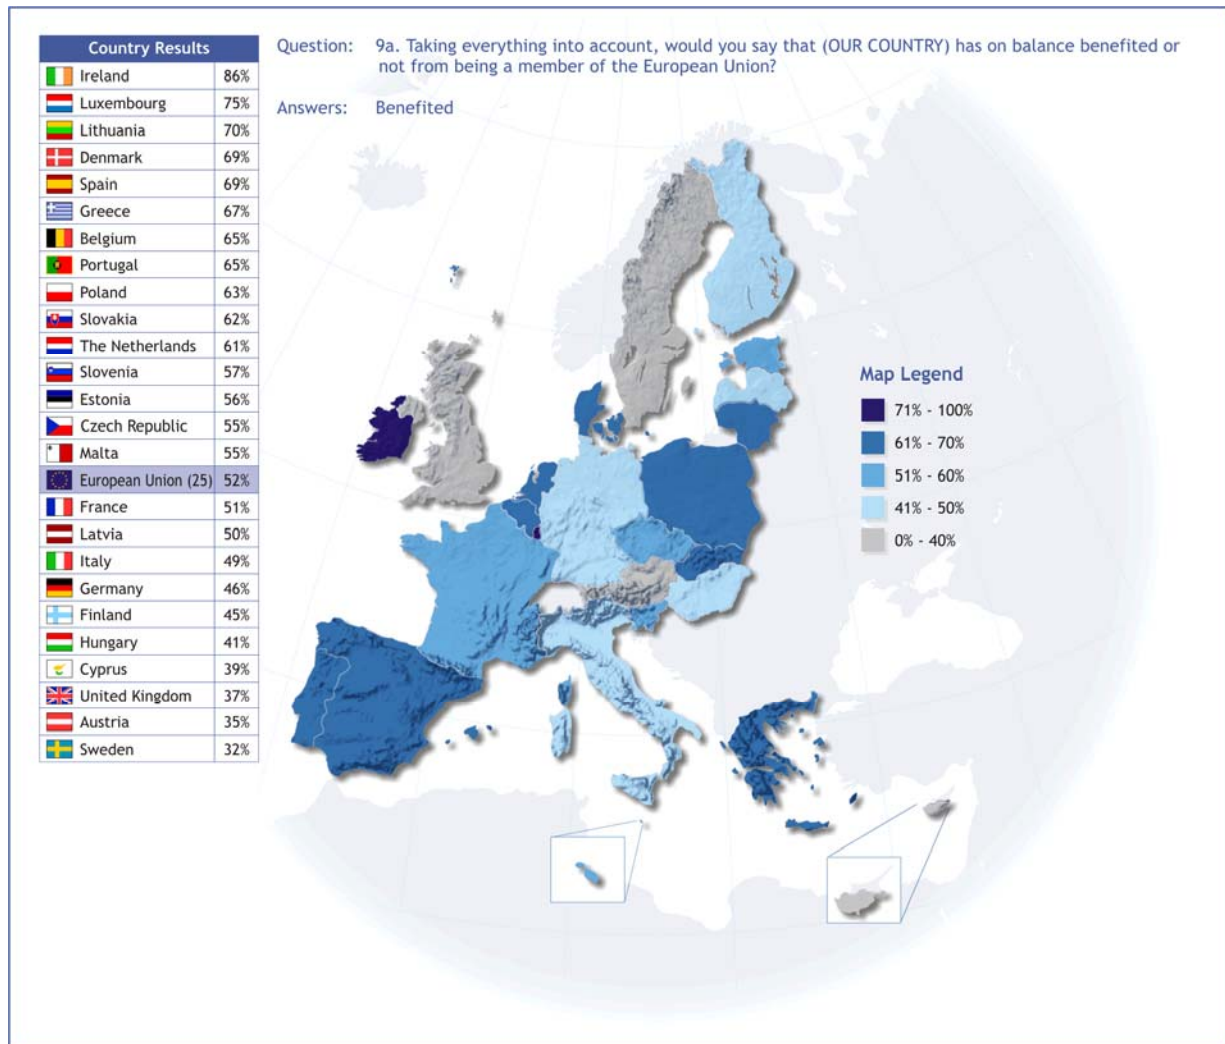 Country Results
Ireland 86%
Luxembourg 75%
Lithuania 70%
Denmark 69%
Spain 69%
Greece 67%
Belgium 65%
Portugal 65%
Poland 63%
Slovakia 62%
The Netherlands 61%
Slovenia 57%
Estonia 56%
Czech Republic 55%
Malta 55%
European Union (25) 52%
France 51%
Latvia 50%
Italy 49%
Germany 46%
Finland 45%
Hungary 41%
Cyprus 39%
United Kingdom 37%
Austria 35%
Sweden 32%
Question: 9a. Taking everything into account, would you say that (OUR COUNTRY) has on balance benefited or
not from being a member of the European Union?
Answers: Benefited
Map Legend
71% - 100%
61% - 70%
51% - 60%
41% - 50%
0% - 40%